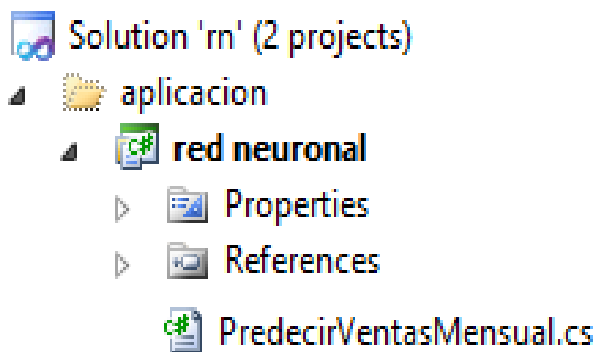 Solution 'rn' (2 projects)
aplicacion
C# red neuronal
Properties
References
C# PredecirVentasMensual.cs